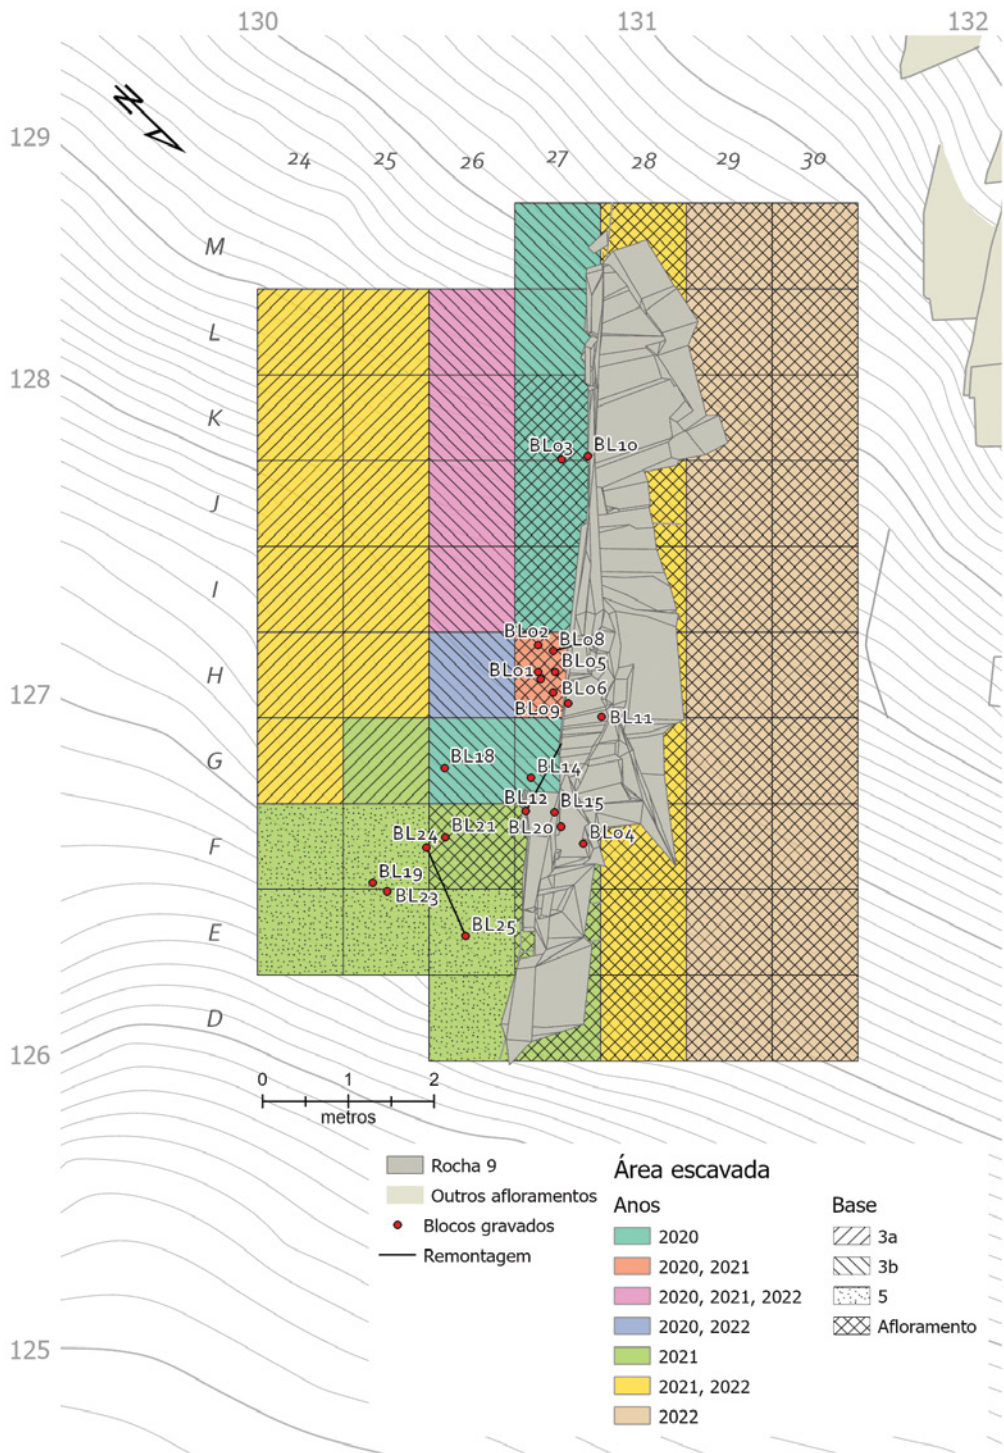 130 131 132
129
24 25 26 27 28 29 30
N
M
L
128
K
BL03 BL10
J
I
BL02 BL08
BL01 BL05
H
BL06
127
BL09 BL11
G
BL18 BL14
BL12 BL15
BL24 BL21 BL20 BL04
F
BL19
BL23
E
BL25
D
126
0 1 2
metros
Rocha 9
Outros afloramentos
Blocos gravados
Remontagem
Área escavada
Anos
2020
2020, 2021
2020, 2021, 2022
2020, 2022
2021
2021, 2022
2022
Base
3a
3b
5
Afloramento
125